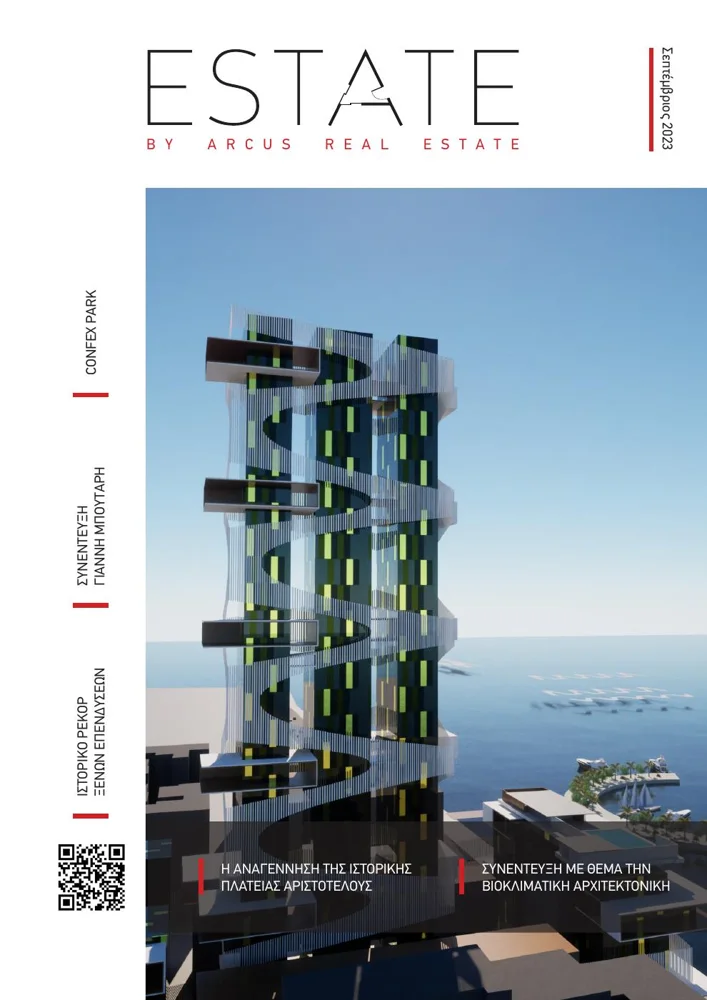 ESTATE
BY ARCUS REAL ESTATE
Σεπτέμβριος 2023
CONFEX PARK
ΣΥΝΕΝΤΕΥΞΗ
ΓΙΑΝΝΗ ΜΠΟΥΤΑΡΗ
ΙΣΤΟΡΙΚΟ ΡΕΚΟΡ
ΞΕΝΩΝ ΕΠΕΝΔΥΣΕΩΝ
Η ΑΝΑΓΕΝΝΗΣΗ ΤΗΣ ΙΣΤΟΡΙΚΗΣ
ΠΛΑΤΕΙΑΣ ΑΡΙΣΤΟΤΕΛΟΥΣ
ΣΥΝΕΝΤΕΥΞΗ ΜΕ ΘΕΜΑ ΤΗΝ
ΒΙΟΚΛΙΜΑΤΙΚΗ ΑΡΧΙΤΕΚΤΟΝΙΚΗ